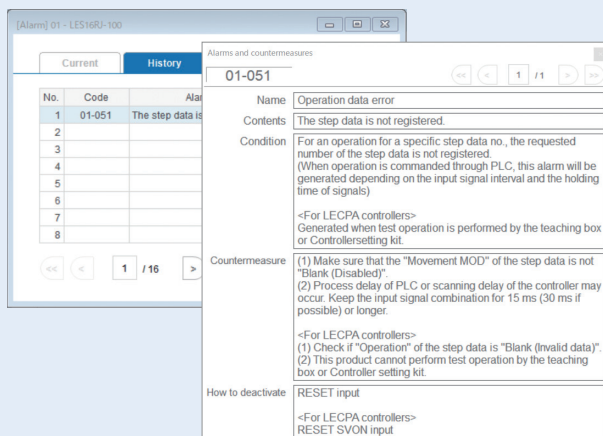 [Alarm] 01 - LES16RJ-100
Current
History
No.
Code
Alar
1
01-051
The step data is
2
3
4
5
6
7
8
<<
<
1
/ 16
>
Alarms and countermeasures
01-051
<<
<
1
/1
>
>>
Name
Operation data error
Contents
The step data is not registered.
Condition
For an operation for a specific step data no., the requested
number of the step data is not registered.
(When operation is commanded through PLC, this alarm will be
generated depending on the input signal interval and the holding
time of signals)
<For LECPA controllers>
Generated when test operation is performed by the teaching box
or Controllersetting kit.
Countermeasure
(1) Make sure that the "Movement MOD" of the step data is not
"Blank (Disabled)".
(2) Process delay of PLC or scanning delay of the controller may
occur. Keep the input signal combination for 15 ms (30 ms if
possible) or longer.
<For LECPA controllers>
(1) Check if "Operation" of the step data is "Blank (Invalid data)".
(2) This product cannot perform test operation by the teaching
box or Controller setting kit.
How to deactivate
RESET input
<For LECPA controllers>
RESET SVON input